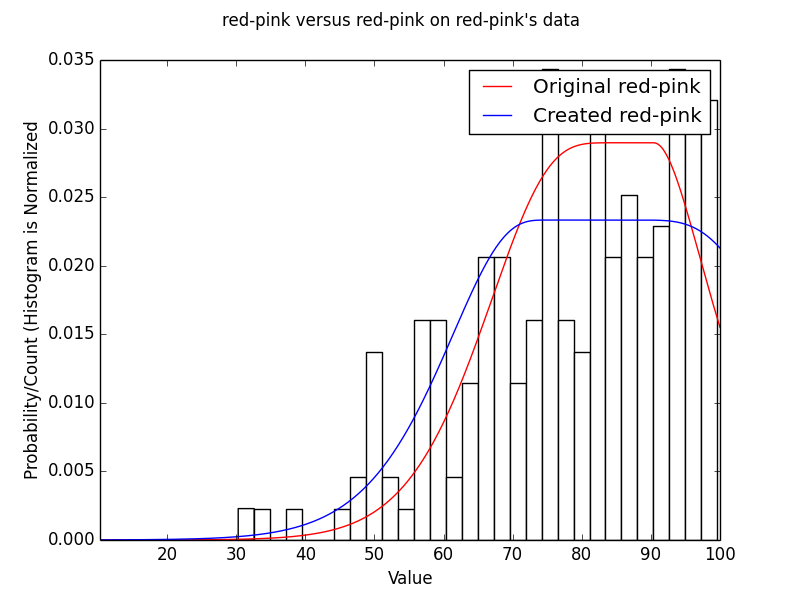 red-pink versus red-pink on red-pink's data
Original red-pink
Created red-pink
Probability/Count (Histogram is Normalized
0.035
0.030
0.025
0.020
0.015
0.010
0.005
0.000
20 30 40 50 60 70 80 90 100
Value